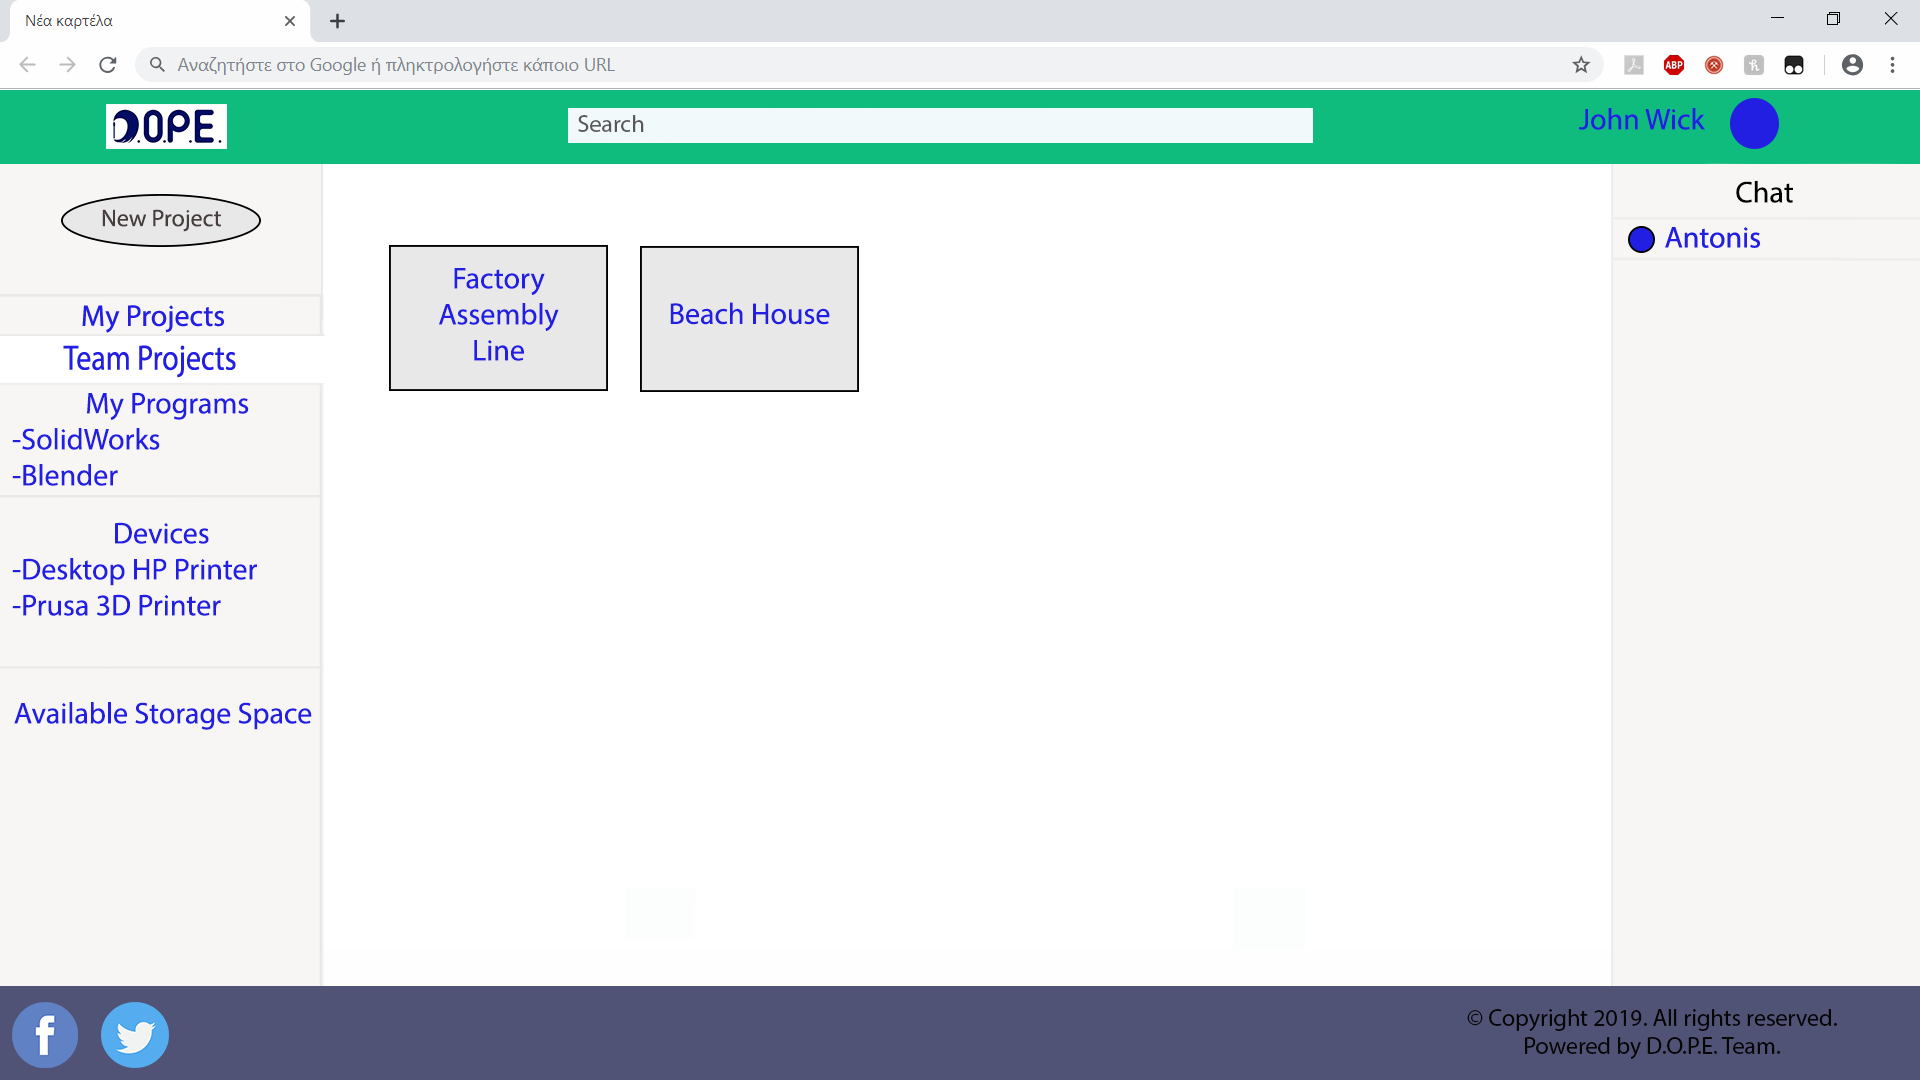 Νέα καρτέλα
Αναζητήστε στο Google ή πληκτρολογήστε κάποιο URL
ABP
D.O.P.E.
Search
John Wick
New Project
My Projects
Team Projects
My Programs
-SolidWorks
-Blender
Devices
-Desktop HP Printer
-Prusa 3D Printer
Available Storage Space
Factory
Assembly
Line
Beach House
Chat
Antonis
© Copyright 2019. All rights reserved.
Powered by D.O.P.E. Team.